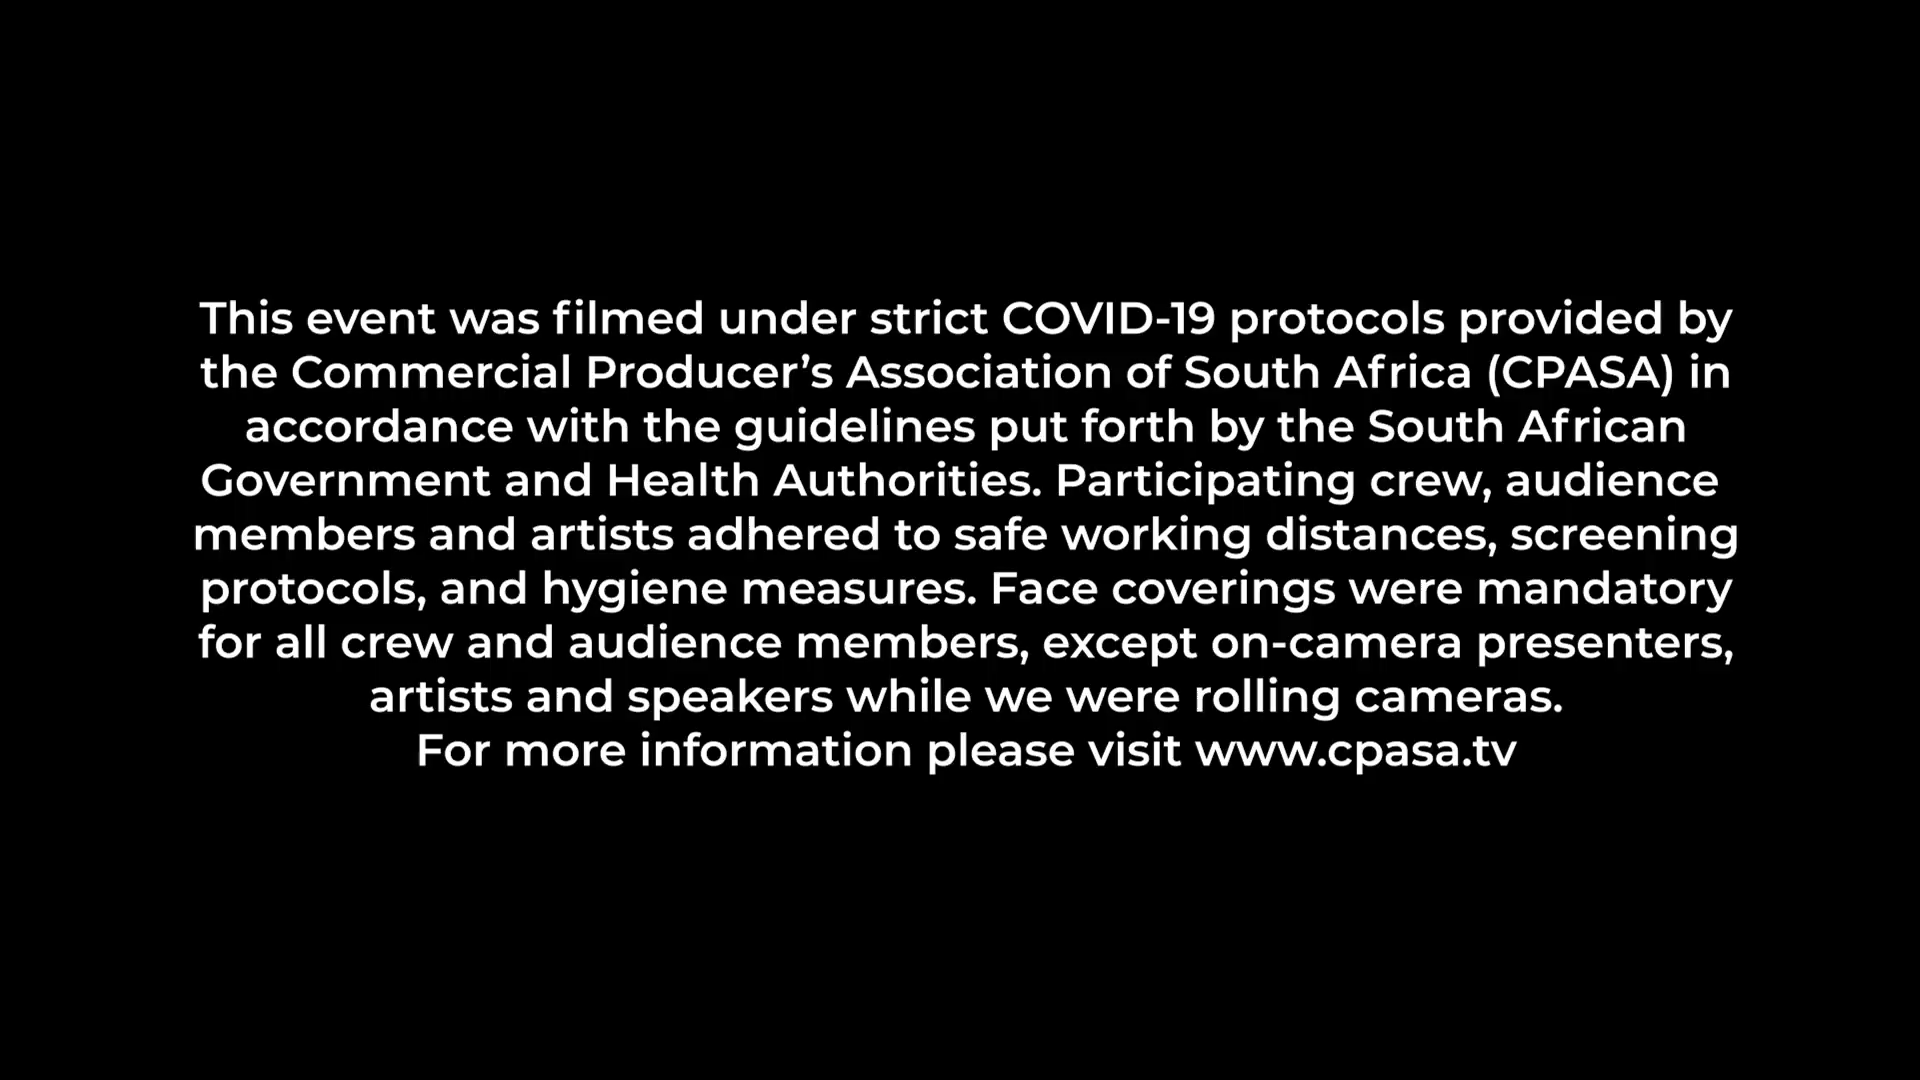 This event was filmed under strict COVID-19 protocols provided by
the Commercial Producer’s Association of South Africa (CPASA) in
accordance with the guidelines put forth by the South African
Government and Health Authorities. Participating crew, audience
members and artists adhered to safe working distances, screening
protocols, and hygiene measures. Face coverings were mandatory
for all crew and audience members, except on-camera presenters,
artists and speakers while we were rolling cameras.
For more information please visit www.cpasa.tv